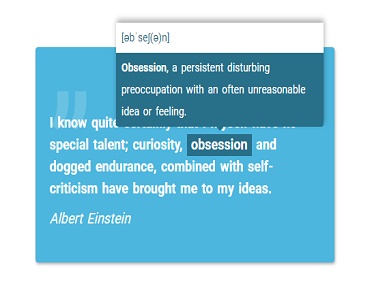 [əbˈseʃ(ə)n]
Obsession, a persistent disturbing
preoccupation with an often unreasonable
idea or feeling.
I know quite
special talent; curiosity, obsession and
dogged endurance, combined with self-
criticism have brought me to my ideas.
Albert Einstein